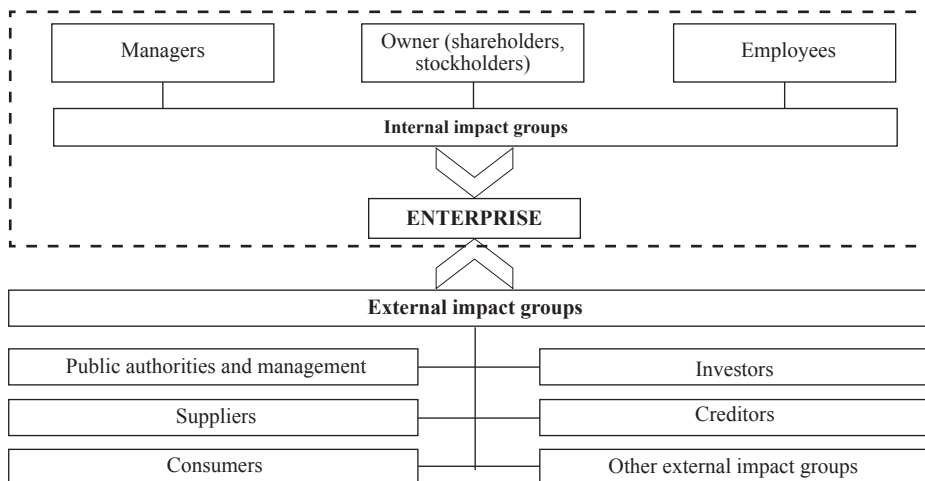 Managers
Owner (shareholders,
stockholders)
Employees
Internal impact groups
ENTERPRISE
External impact groups
Public authorities and management
Investors
Suppliers
Creditors
Consumers
Other external impact groups